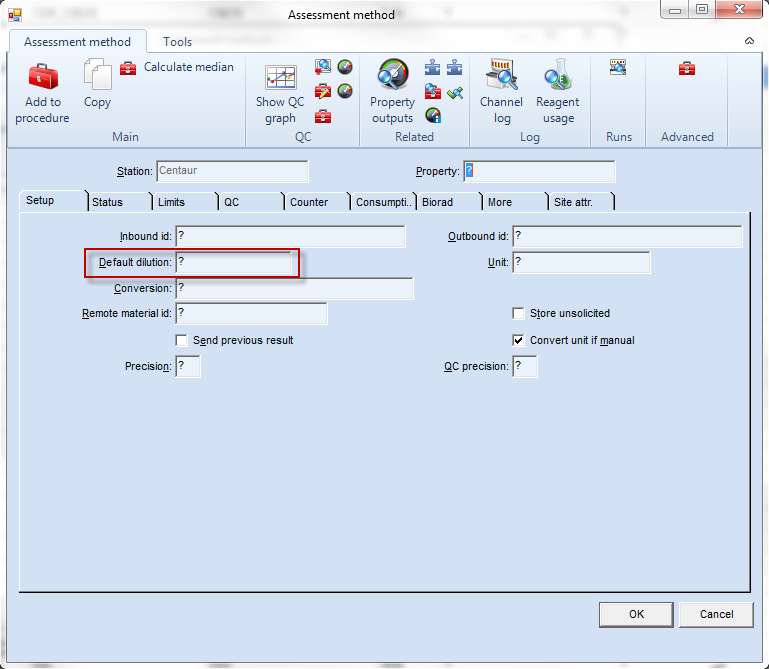 Assessment method
Assessment method Tools
Add to procedure
Copy
Calculate median
Show QC graph
Property outputs
Channel log
Reagent usage
Main QC Related Log Runs Advanced
Station: Centaur Property: ?
Setup Status Limits QC Counter Consumpti.. Biorad More Site attr.
Inbound id: ? Outbound id: ?
Default dilution: ? Unit: ?
Conversion: ?
Remote material id: ? Store unsolicited
Send previous result Convert unit if manual
Precision: ? QC precision: ?
OK Cancel